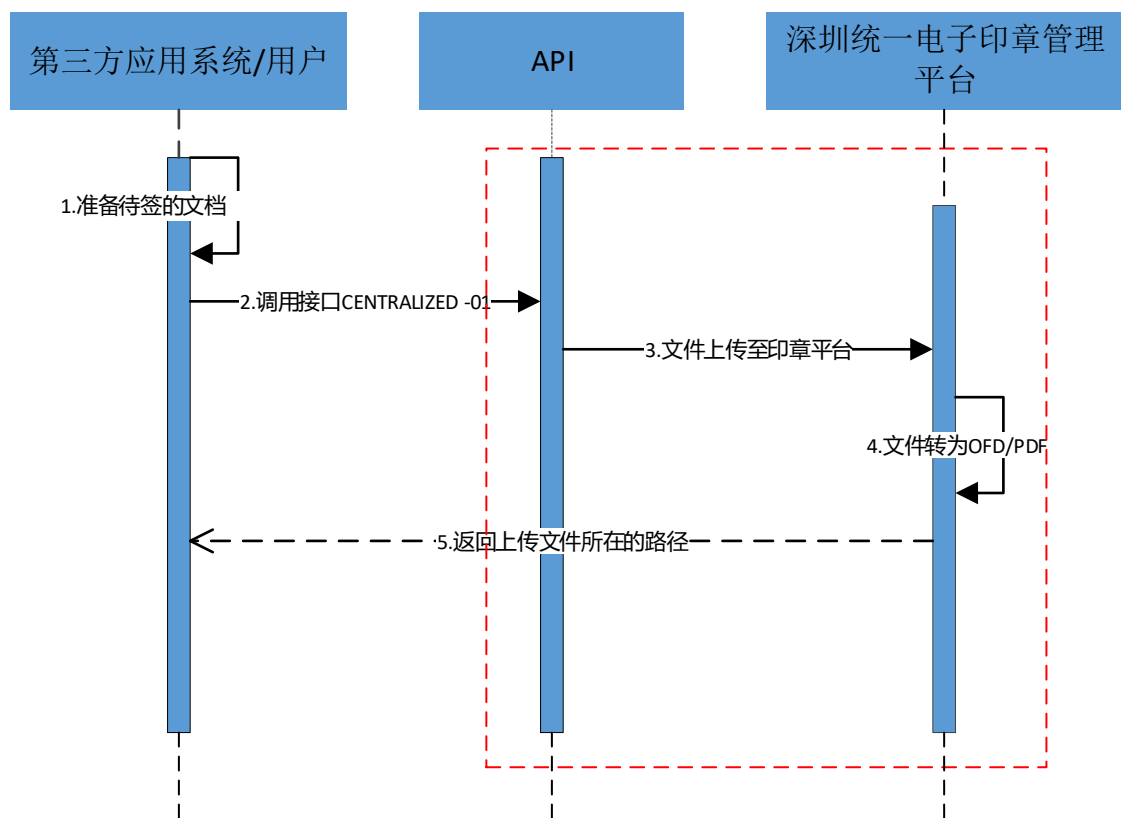 第三方应用系统/用户
API
深圳统一电子印章管理
平台
1.准备待签的文档
2.调用接口CENTRALIZED -01
3.文件上传至印章平台
4.文件转为OFD/PDF
5.返回上传文件所在的路径